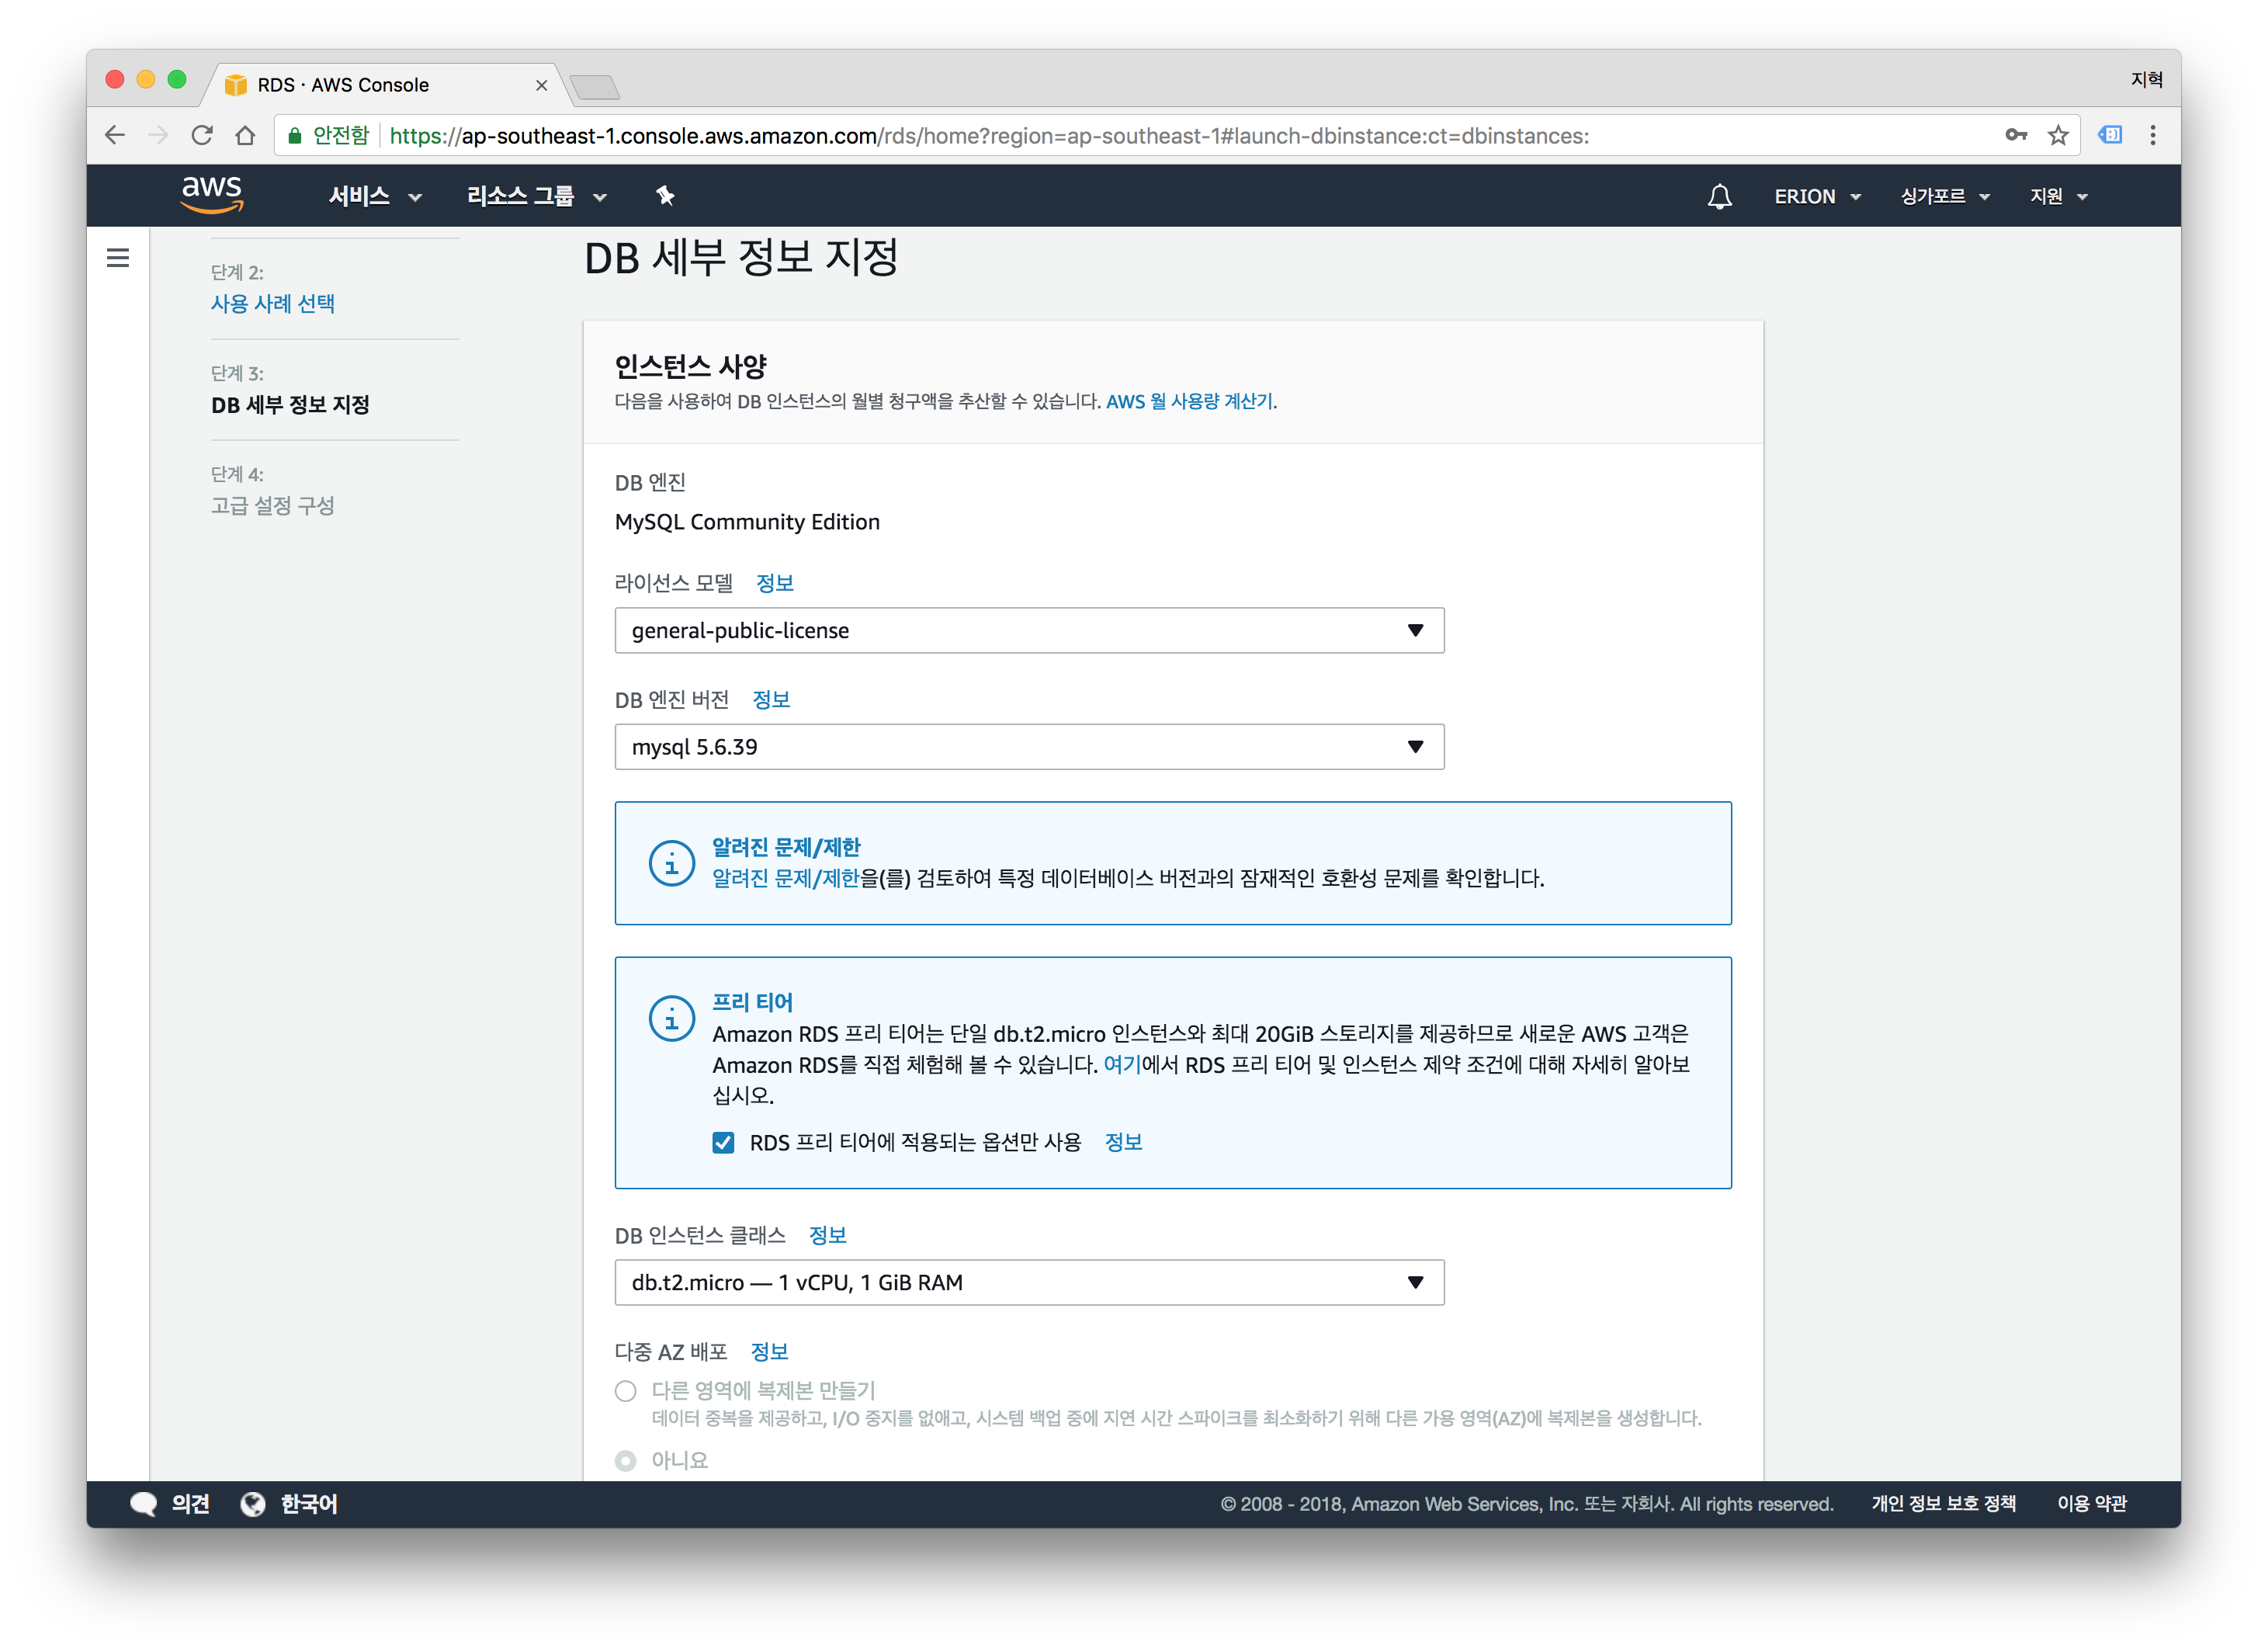 RDS · AWS Console
지혁
안전함 https://ap-southeast-1.console.aws.amazon.com/rds/home?region=ap-southeast-1#launch-dbinstance:ct=dbinstances:
aws 서비스 리소스 그룹 ERION 싱가포르 지원
단계 2:
사용 사례 선택
단계 3:
DB 세부 정보 지정
단계 4:
고급 설정 구성
DB 세부 정보 지정
인스턴스 사양
다음을 사용하여 DB 인스턴스의 월별 청구액을 추산할 수 있습니다. AWS 월 사용량 계산기.
DB 엔진
MySQL Community Edition
라이선스 모델 정보
general-public-license
DB 엔진 버전 정보
mysql 5.6.39
알려진 문제/제한
알려진 문제/제한을(를) 검토하여 특정 데이터베이스 버전과의 잠재적인 호환성 문제를 확인합니다.
프리 티어
Amazon RDS 프리 티어는 단일 db.t2.micro 인스턴스와 최대 20GiB 스토리지를 제공하므로 새로운 AWS 고객은
Amazon RDS를 직접 체험해 볼 수 있습니다. 여기에서 RDS 프리 티어 및 인스턴스 제약 조건에 대해 자세히 알아보
십시오.
RDS 프리 티어에 적용되는 옵션만 사용 정보
DB 인스턴스 클래스 정보
db.t2.micro — 1 vCPU, 1 GiB RAM
다중 AZ 배포 정보
다른 영역에 복제본 만들기
데이터 중복을 제공하고, I/O 중지를 없애고, 시스템 백업 중에 지연 시간 스파이크를 최소화하기 위해 다른 가용 영역(AZ)에 복제본을 생성합니다.
아니요
의견 한국어 © 2008 - 2018, Amazon Web Services, Inc. 또는 자회사. All rights reserved. 개인 정보 보호 정책 이용 약관